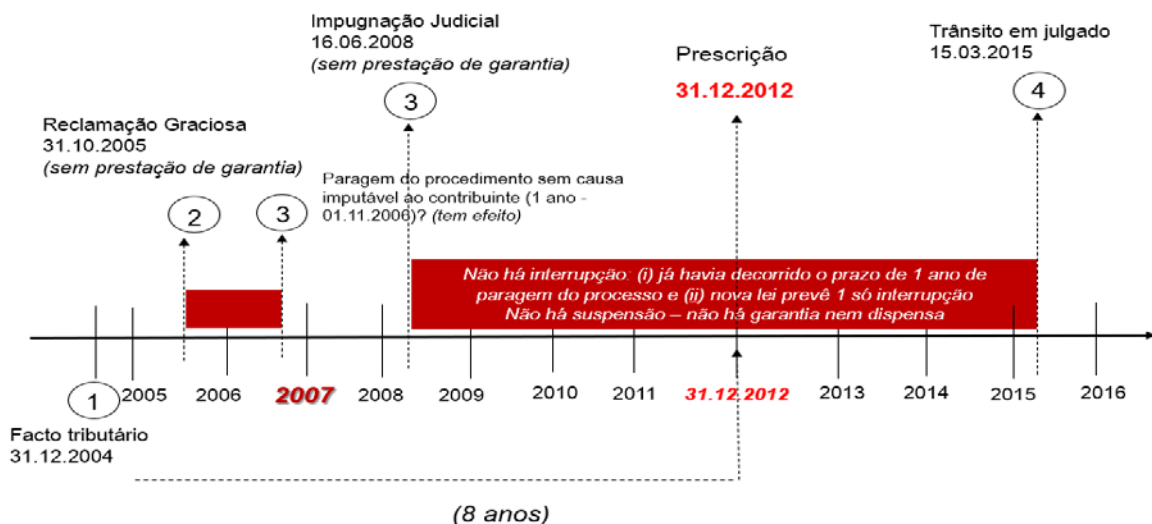 Impugnação Judicial
16.06.2008
(sem prestação de garantia)
Trânsito em julgado
15.03.2015
Prescrição
31.12.2012
3
4
Reclamação Graciosa
31.10.2005
(sem prestação de garantia)
Paragem do procedimento sem causa
imputável ao contribuinte (1 ano -
01.11.2006)? (tem efeito)
2
3
Não há interrupção: (i) já havia decorrido o prazo de 1 ano de
paragem do processo e (ii) nova lei prevê 1 só interrupção
Não há suspensão – não há garantia nem dispensa
1
2005
2006
2007
2008
2009
2010
2011
31.12.2012
2013
2014
2015
2016
Facto tributário
31.12.2004
(8 anos)